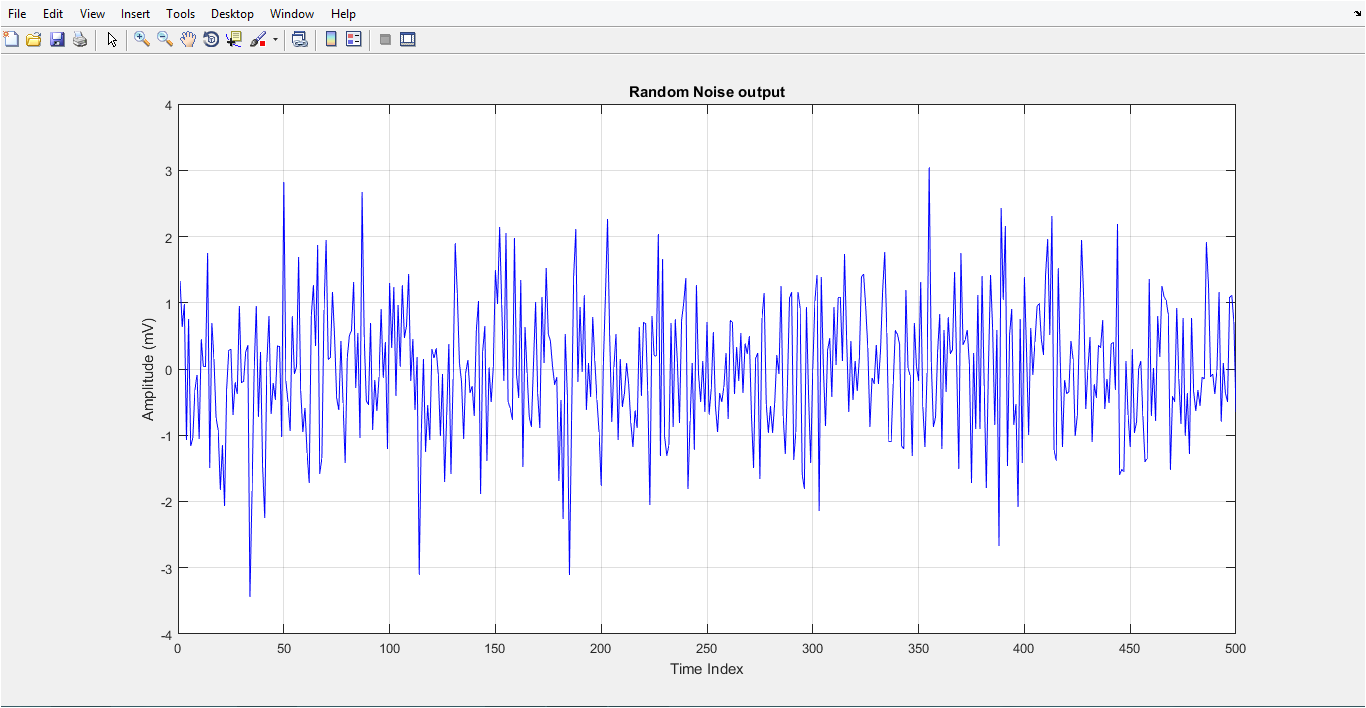 File Edit View Insert Tools Desktop Window Help
Random Noise output
4
3
2
1
0
-1
-2
-3
-4
Amplitude (mV)
0 50 100 150 200 250 300 350 400 450 500
Time Index